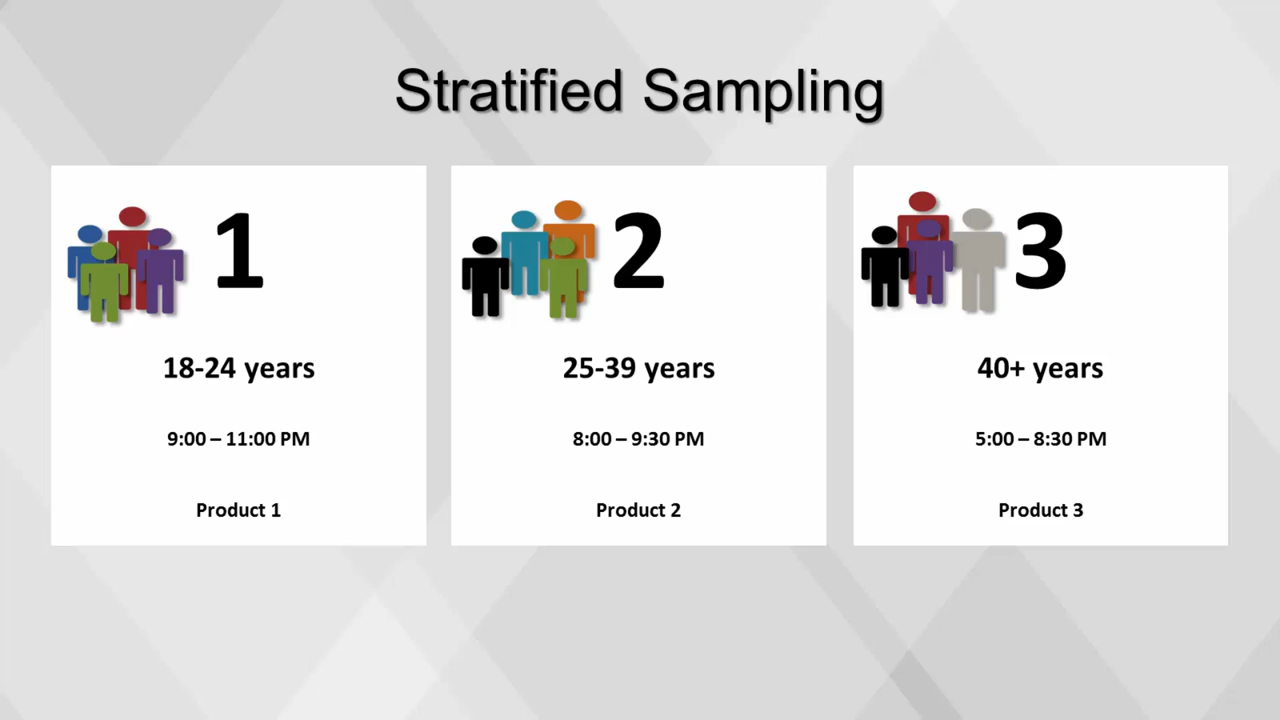 Stratified Sampling
1
18-24 years
9:00 – 11:00 PM
Product 1
2
25-39 years
8:00 – 9:30 PM
Product 2
3
40+ years
5:00 – 8:30 PM
Product 3